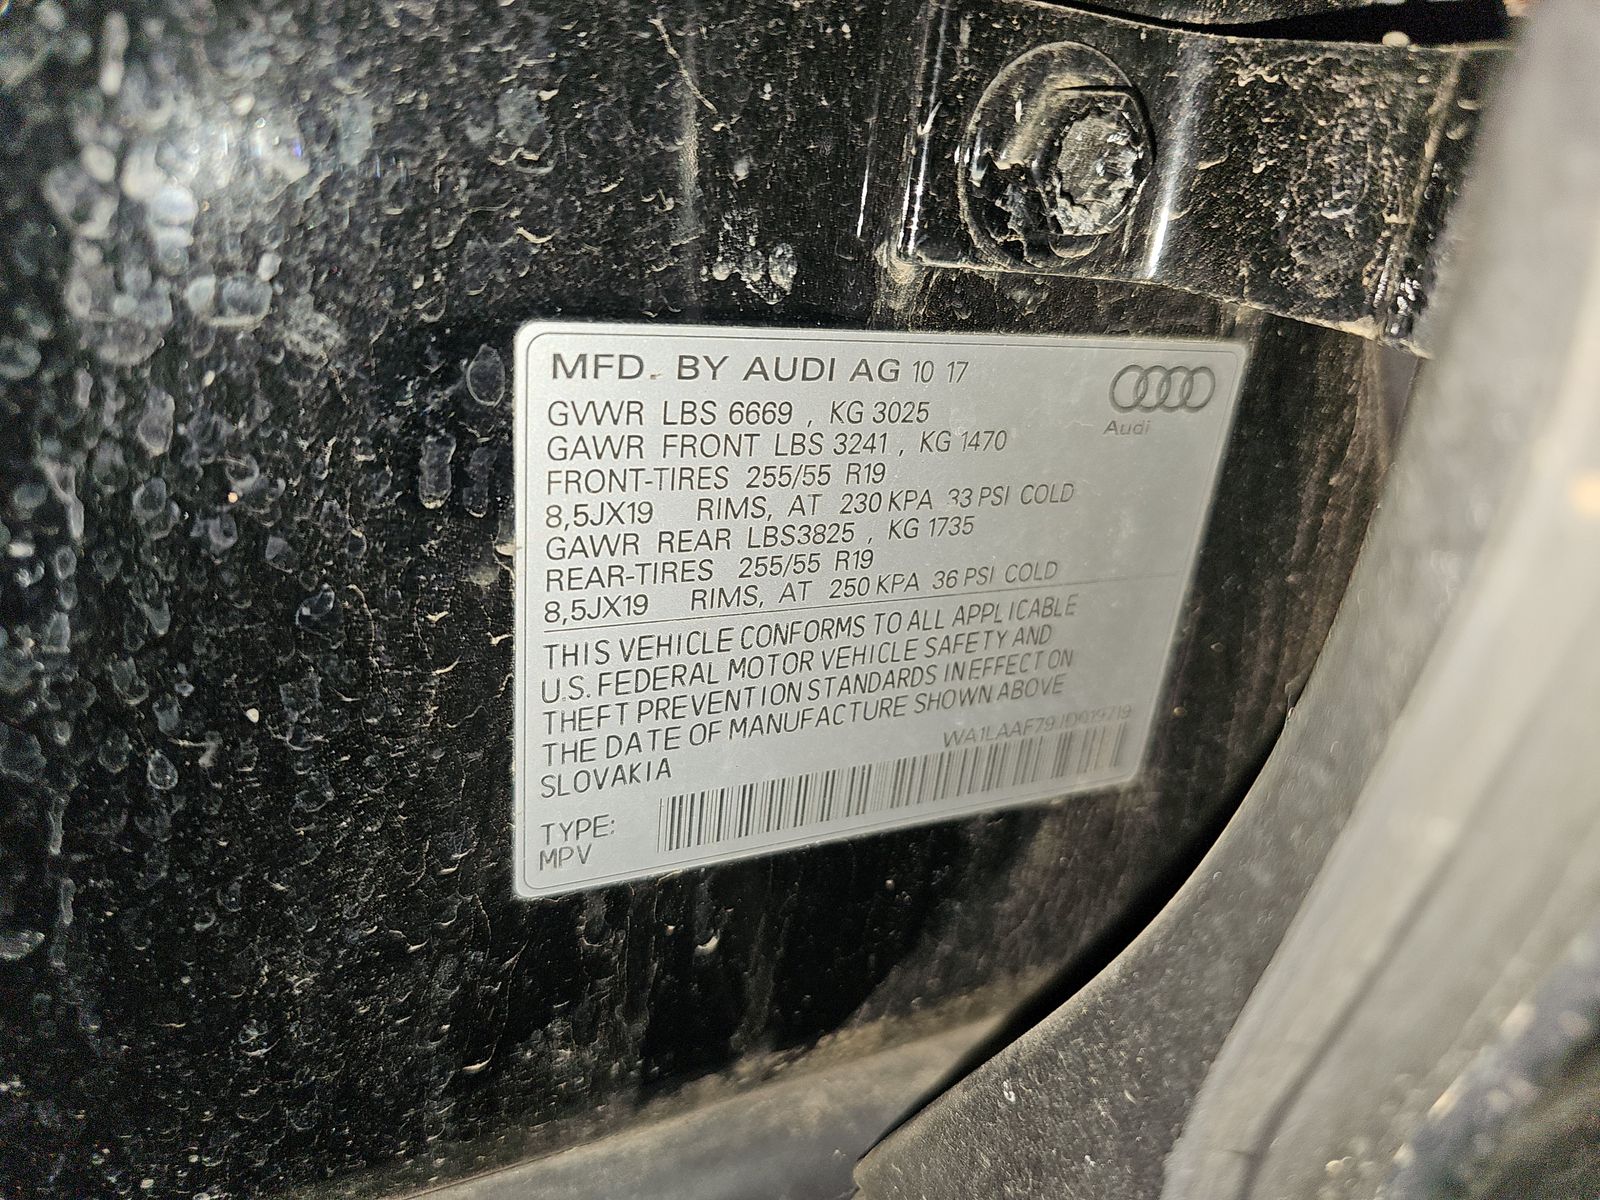 MFD. BY AUDI AG 10 17
Audi
GVWR LBS 6669 , KG 3025
GAWR FRONT LBS 3241 , KG 1470
FRONT-TIRES 255/55 R19
8,5JX19 RIMS, AT 230 KPA 33 PSI COLD
GAWR REAR LBS3825 , KG 1735
REAR-TIRES 255/55 R19
8,5JX19 RIMS, AT 250 KPA 36 PSI COLD
THIS VEHICLE CONFORMS TO ALL APPLICABLE
U.S. FEDERAL MOTOR VEHICLE SAFETY AND
THEFT PREVENTION STANDARDS IN EFFECT ON
THE DATE OF MANUFACTURE SHOWN ABOVE
SLOVAKIA
TYPE:
MPV